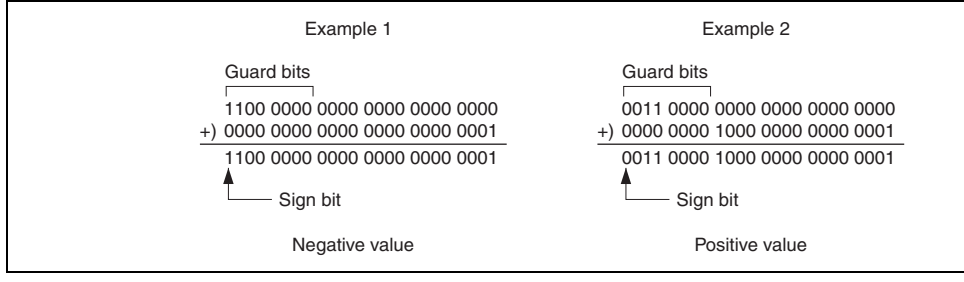 Example 1
Guard bits
1100 0000 0000 0000 0000 0000
+) 0000 0000 0000 0000 0000 0001
1100 0000 0000 0000 0000 0001
Sign bit
Negative value
Example 2
Guard bits
0011 0000 0000 0000 0000 0000
+) 0000 0000 1000 0000 0000 0001
0011 0000 1000 0000 0000 0001
Sign bit
Positive value